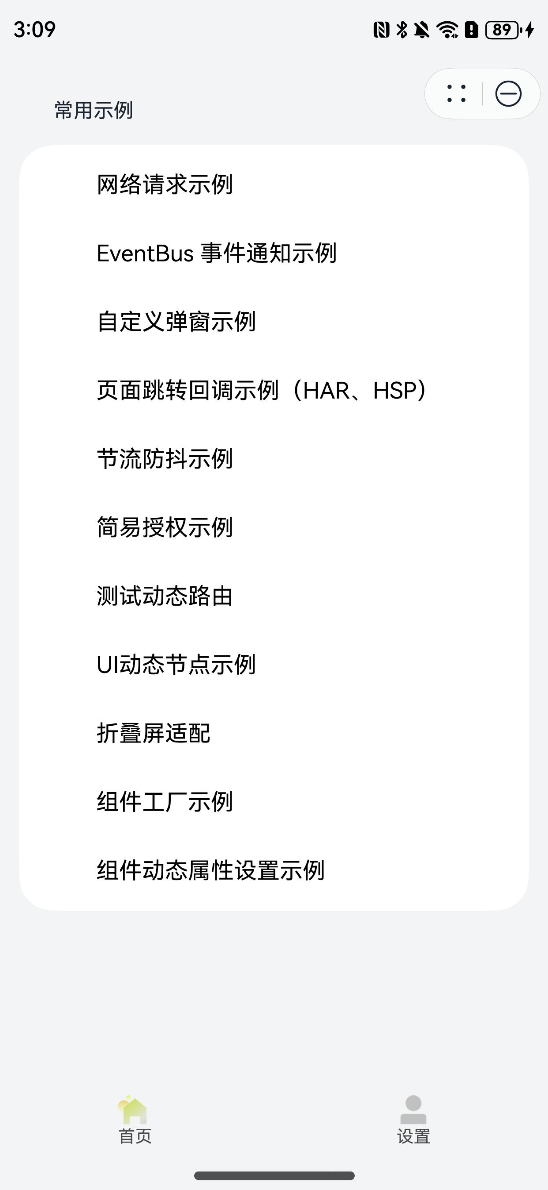 3:09
89
常用示例
网络请求示例
EventBus 事件通知示例
自定义弹窗示例
页面跳转回调示例（HAR、HSP）
节流防抖示例
简易授权示例
测试动态路由
UI动态节点示例
折叠屏适配
组件工厂示例
组件动态属性设置示例
首页
设置